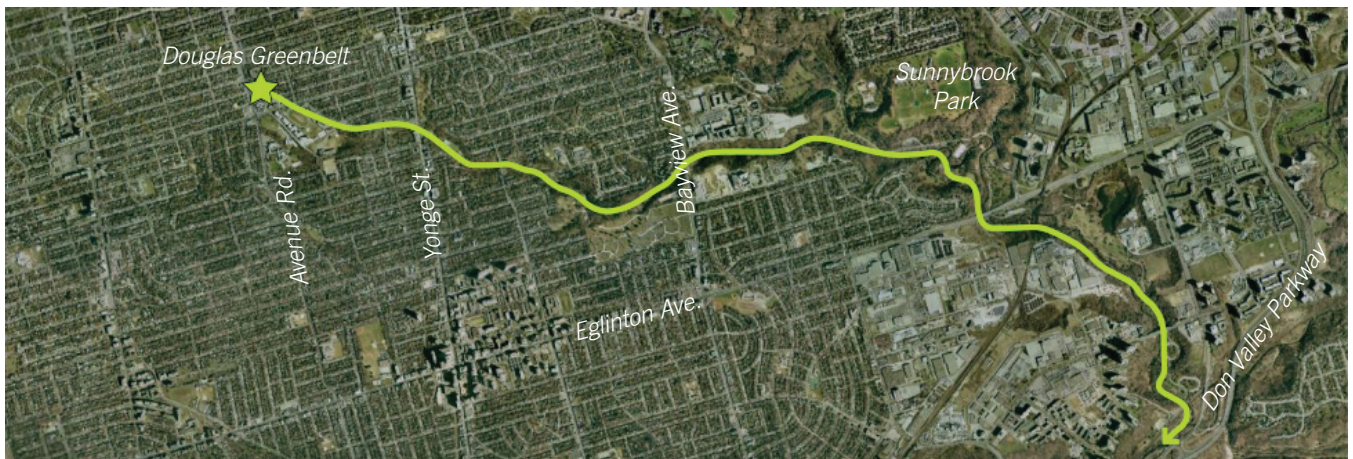 Douglas Greenbelt
Sunnybrook
Park
Bayview Ave.
Yonge St.
Avenue Rd.
Eglinton Ave.
Don Valley Parkway